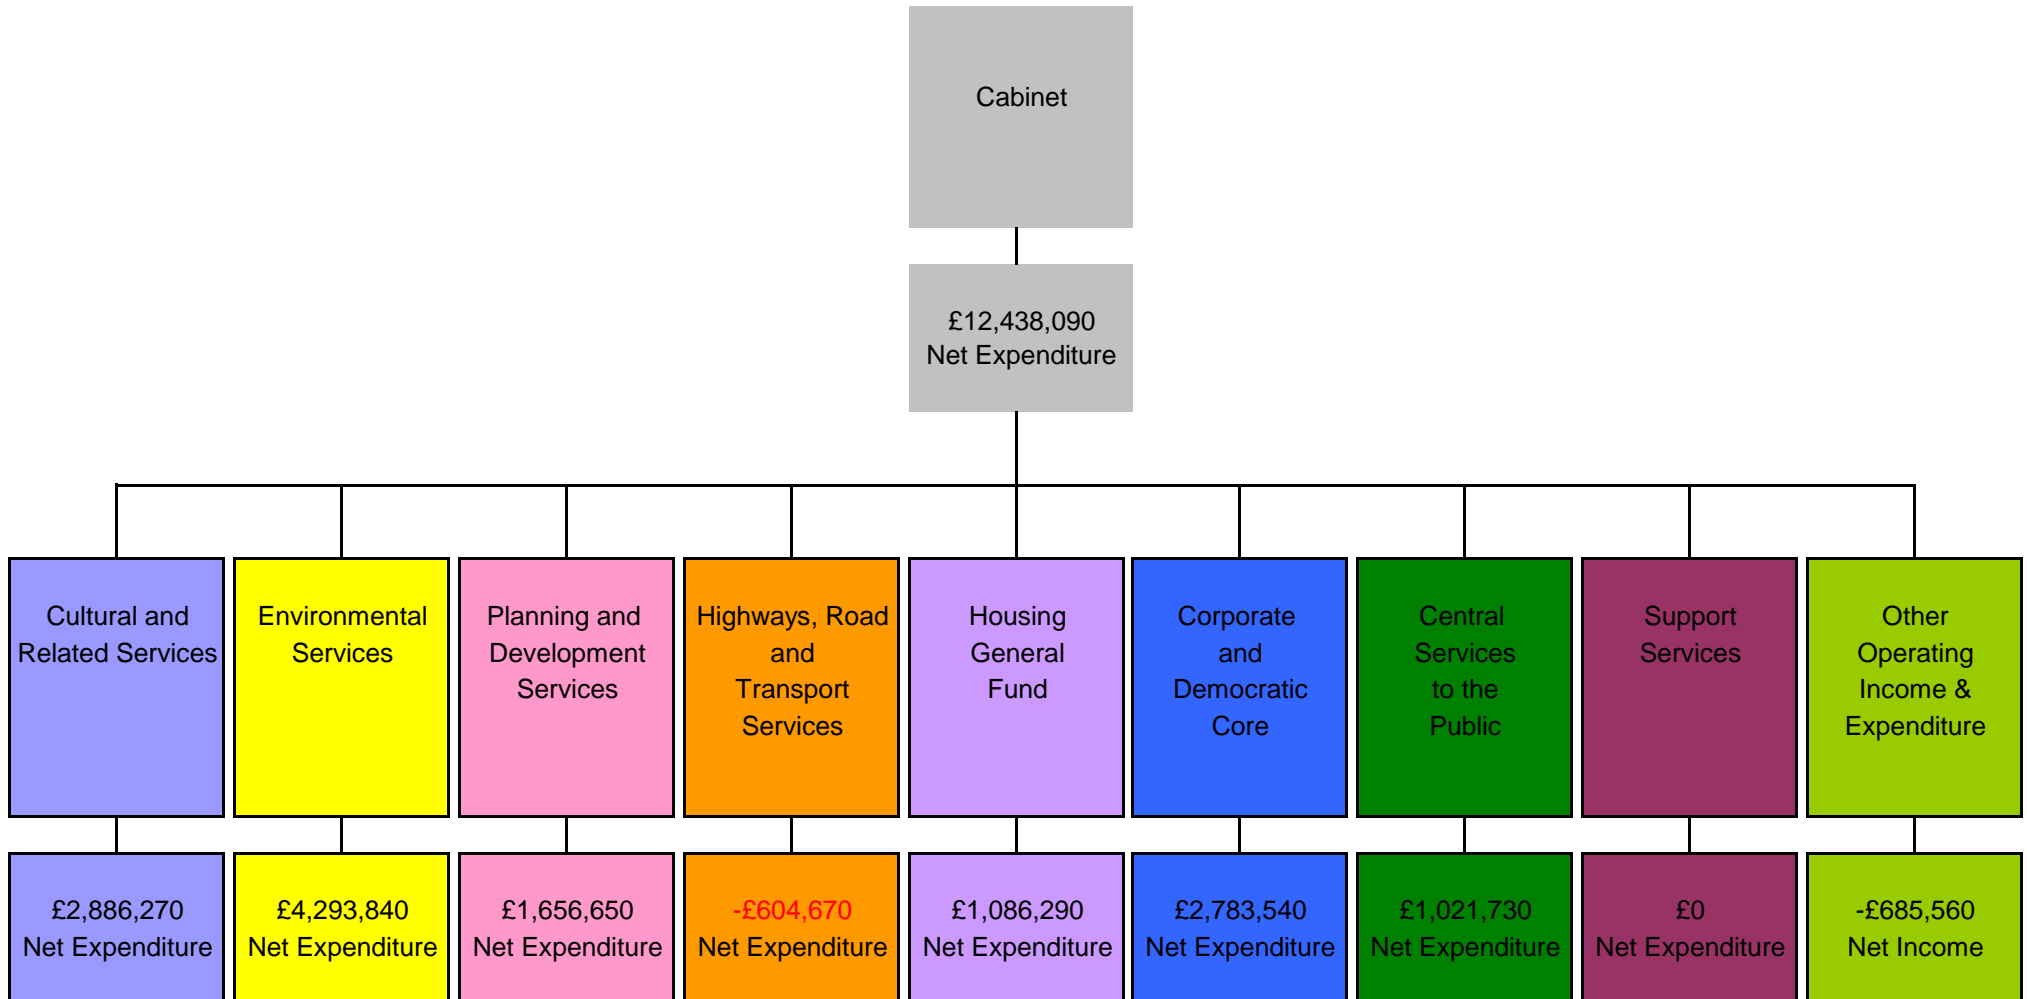 Cabinet
£12,438,090
Net Expenditure
Cultural and
Related Services
Environmental
Services
Planning and
Development
Services
Highways, Road
and
Transport
Services
Housing
General
Fund
Corporate
and
Democratic
Core
Central
Services
to the
Public
Support
Services
Other
Operating
Income &
Expenditure
£2,886,270
Net Expenditure
£4,293,840
Net Expenditure
£1,656,650
Net Expenditure
-£604,670
Net Expenditure
£1,086,290
Net Expenditure
£2,783,540
Net Expenditure
£1,021,730
Net Expenditure
£0
Net Expenditure
-£685,560
Net Income